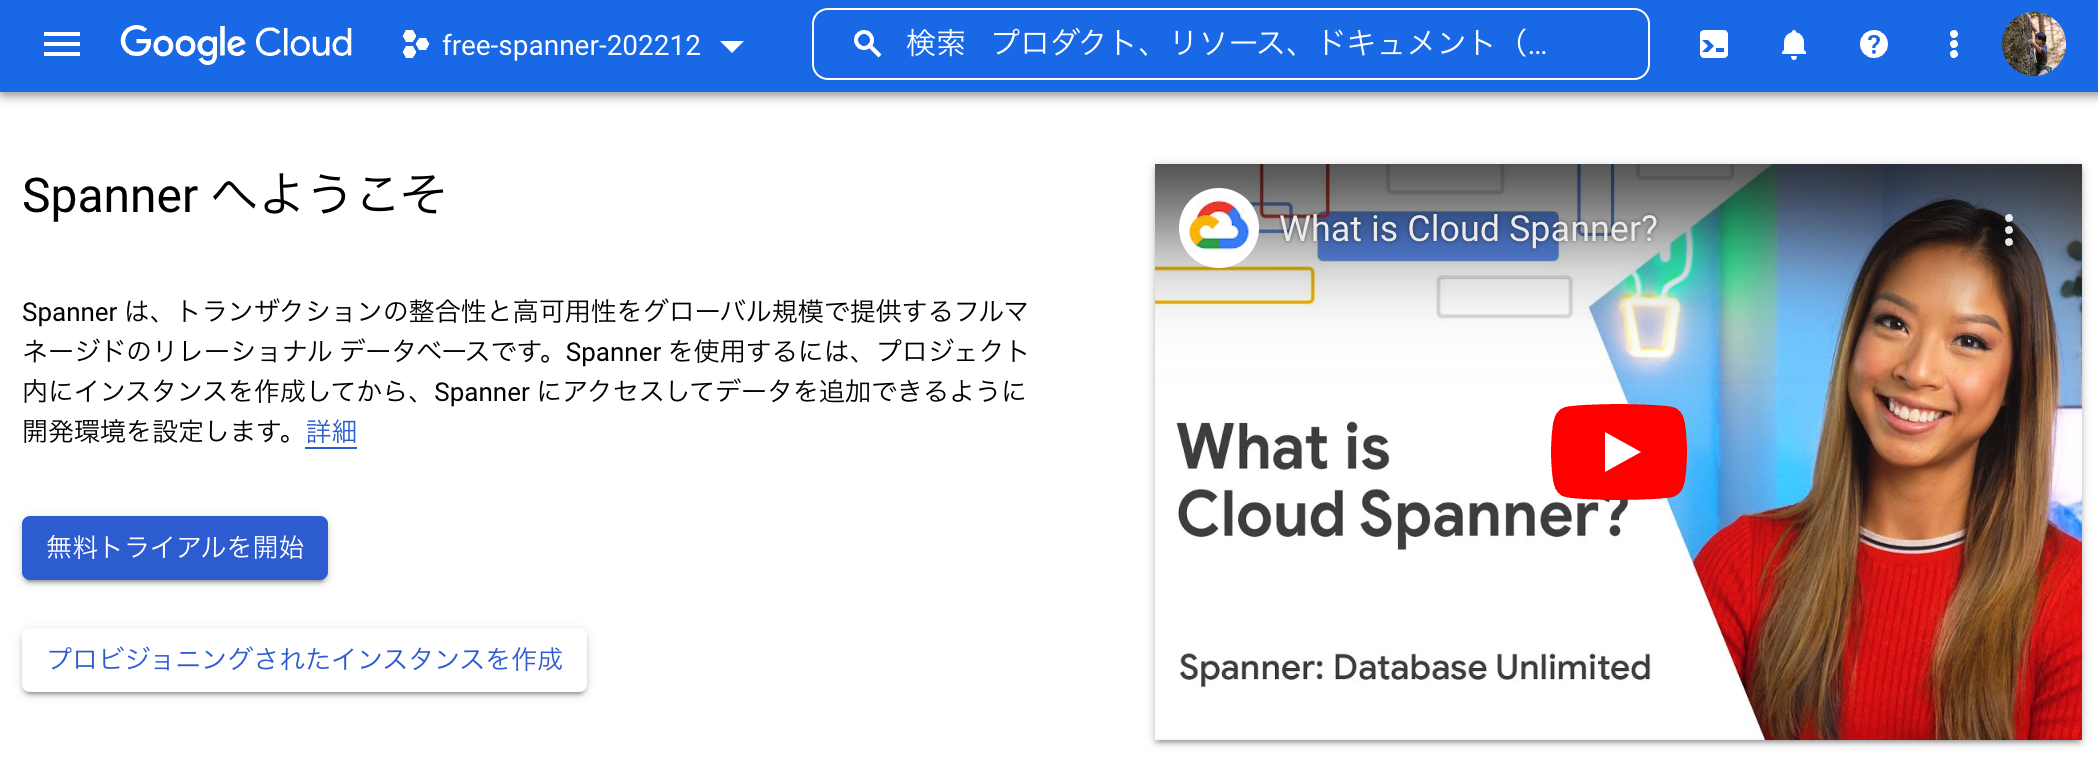 Google Cloud
free-spanner-202212
検索 プロダクト、リソース、ドキュメント（...
Spanner へようこそ
Spanner は、トランザクションの整合性と高可用性をグローバル規模で提供するフルマ
ネージドのリレーショナル データベースです。Spanner を使用するには、プロジェクト
内にインスタンスを作成してから、Spanner にアクセスしてデータを追加できるように
開発環境を設定します。詳細
無料トライアルを開始
プロビジョニングされたインスタンスを作成
What is Cloud Spanner?
What is
Cloud Spanner?
Spanner: Database Unlimited